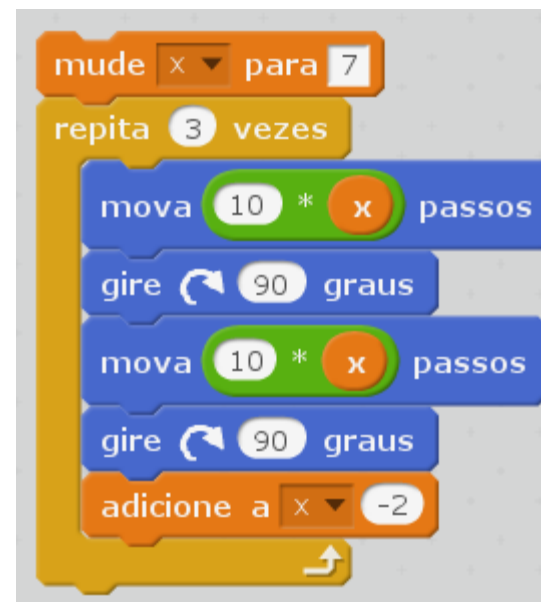 mude x para 7
repita 3 vezes
mova 10 * x passos
gire 90 graus
mova 10 * x passos
gire 90 graus
adicione a x -2